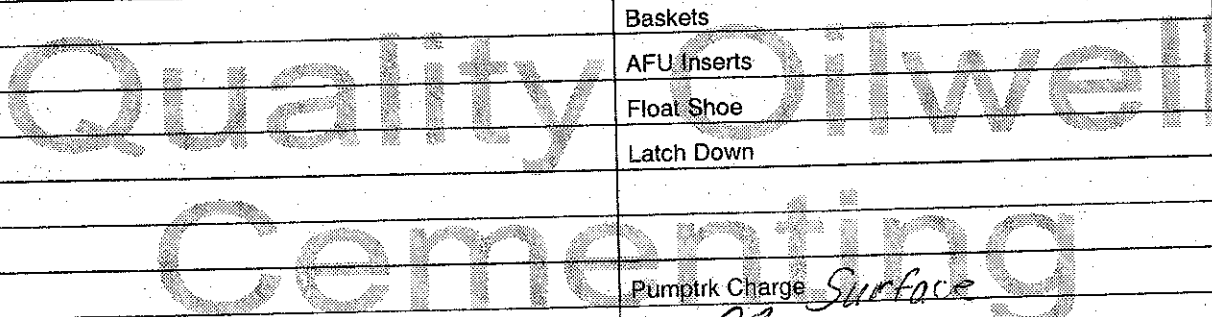 Baskets
Quality Oilwell
AFU Inserts
Float Shoe
Latch Down
Cementing
Pumptrk Charge Surface